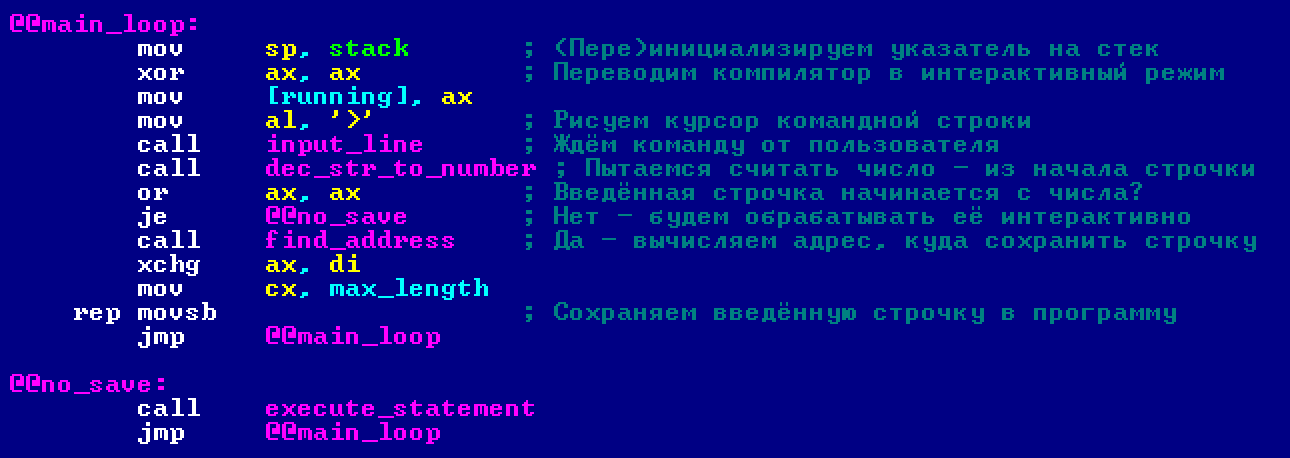 @@main_loop:
mov sp, stack ; (Пере)инициализируем указатель на стек
xor ax, ax ; Переводим компилятор в интерактивный режим
mov [running], ax
mov al, '>' ; Рисуем курсор командной строки
call input_line ; Ждём команду от пользователя
call dec_str_to_number ; Пытаемся считать число – из начала строчки
or ax, ax ; Введённая строчка начинается с числа?
je @@no_save ; Нет – будем обрабатывать её интерактивно
call find_address ; Да – вычисляем адрес, куда сохранить строчку
xchg ax, di
mov cx, max_length
rep movsb ; Сохраняем введённую строчку в программу
jmp @@main_loop
@@no_save:
call execute_statement
jmp @@main_loop